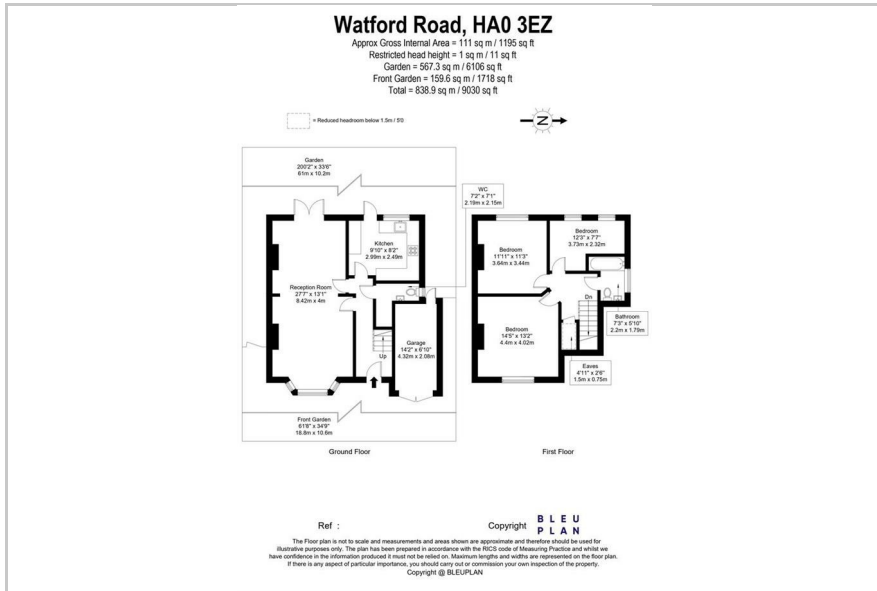 Watford Road, HA0 3EZ
Approx Gross Internal Area = 111 sq m / 1195 sq ft
Restricted head height = 1 sq m / 11 sq ft
Garden = 567.3 sq m / 6106 sq ft
Front Garden = 159.6 sq m / 1718 sq ft
Total = 838.9 sq m / 9030 sq ft
= Reduced headroom below 1.5m / 5'0
N
Garden
200'2" x 33'6"
61m x 10.2m
WC
7'2" x 7'1"
2.19m x 2.15m
Kitchen
9'10" x 8'2"
2.99m x 2.49m
Reception Room
27'7" x 13'1"
8.42m x 4m
Garage
14'2" x 6'10"
4.32m x 2.08m
Up
Front Garden
61'8" x 34'9"
18.8m x 10.6m
Ground Floor
Bedroom
12'3" x 7'7"
3.73m x 2.32m
Bedroom
11'11" x 11'3"
3.64m x 3.44m
Dn
Bedroom
14'5" x 13'2"
4.4m x 4.02m
Bathroom
7'3" x 5'10"
2.2m x 1.79m
Eaves
4'11" x 2'6"
1.5m x 0.75m
First Floor
Ref :
Copyright
BLEU
PLAN
The Floor plan is not to scale and measurements and areas shown are approximate and therefore should be used for
illustrative purposes only. The plan has been prepared in accordance with the RICS code of Measuring Practice and whilst we
have confidence in the information produced it must not be relied on. Maximum lengths and widths are represented on the floor plan.
If there is any aspect of particular importance, you should carry out or commission your own inspection of the property.
Copyright @ BLEUPLAN